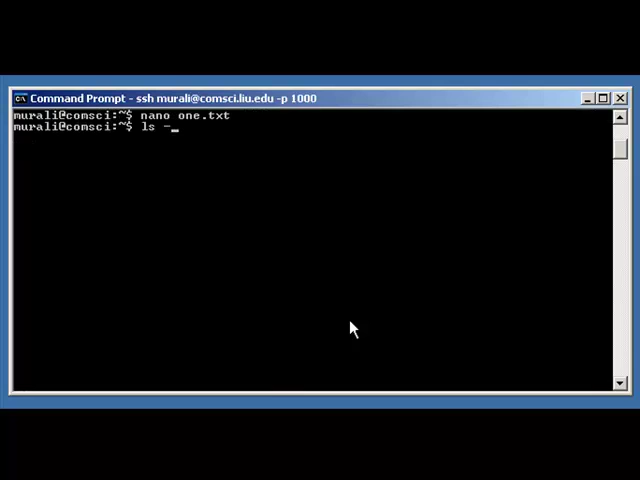 Command Prompt - ssh murali@comsci.liu.edu -p 1000
murali@comsci:~$ nano one.txt
murali@comsci:~$ ls -_